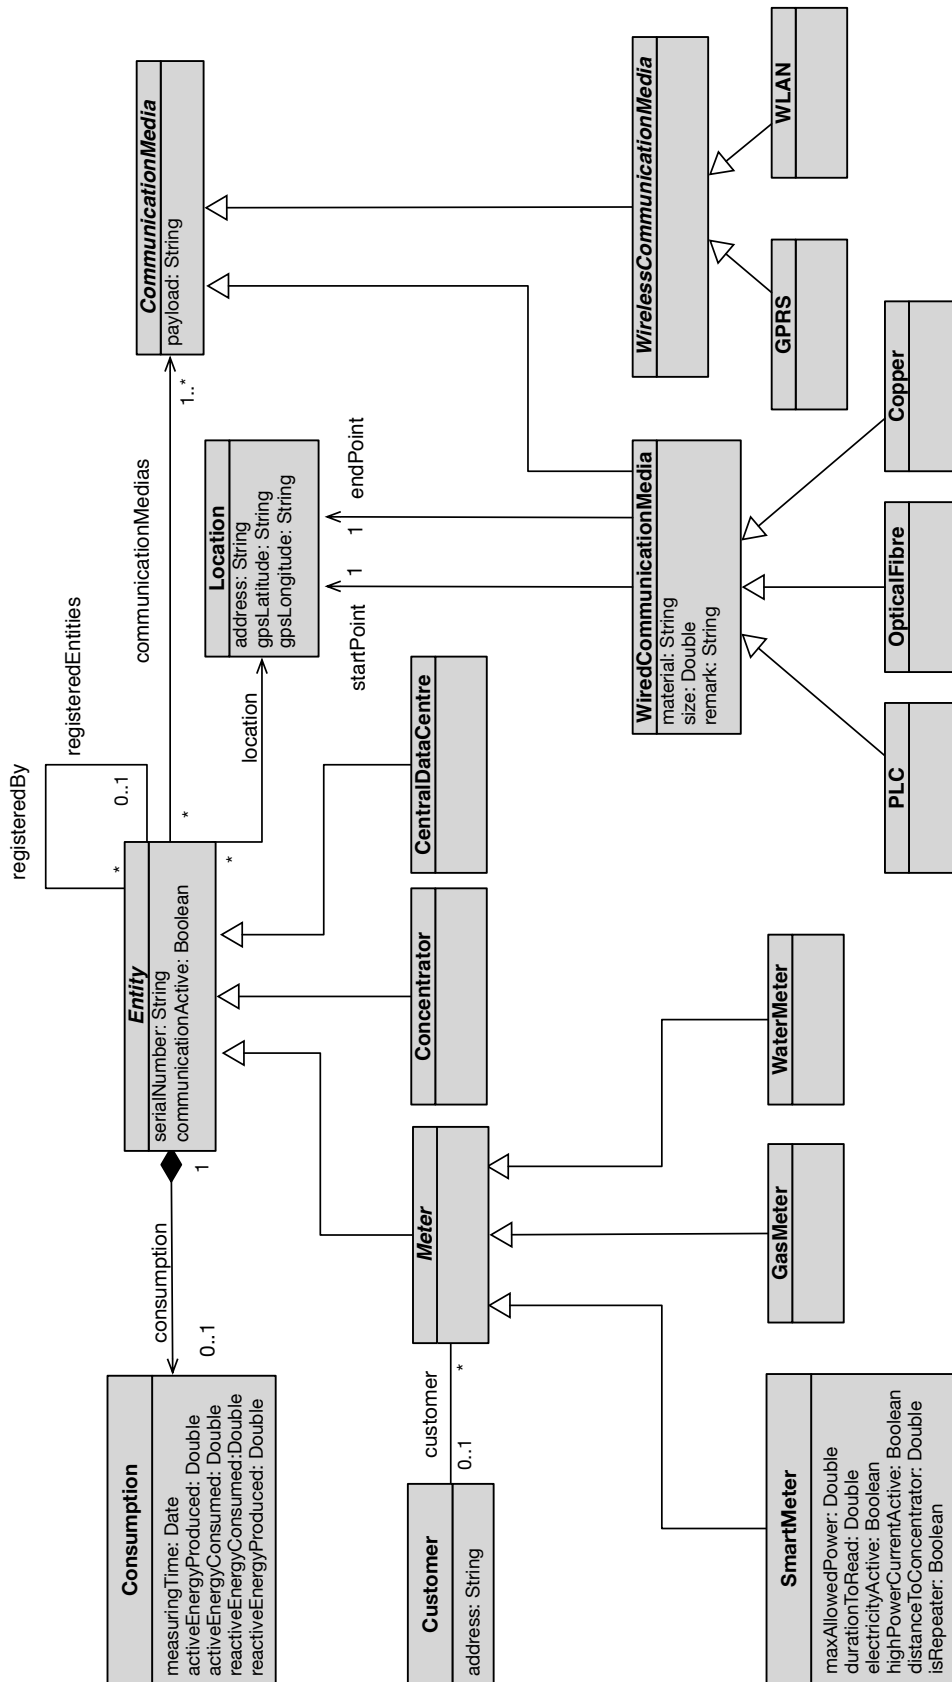 Consumption
measuringTime: Date
activeEnergyProduced: Double
activeEnergyConsumed: Double
reactiveEnergyConsumed:Double
reactiveEnergyProduced: Double
consumption
0..1
1
Entity
serialNumber: String
communicationActive: Boolean
registeredBy
*
0..1
registeredEntities
*
communicationMedias
1..*
CommunicationMedia
payload: String
*
location
Location
address: String
gpsLatitude: String
gpsLongitude: String
startPoint
1
1
endPoint
Customer
address: String
customer
0..1
*
Meter
Concentrator
CentralDataCentre
WiredCommunicationMedia
material: String
size: Double
remark: String
WirelessCommunicationMedia
SmartMeter
maxAllowedPower: Double
durationToRead: Double
electricityActive: Boolean
highPowerCurrentActive: Boolean
distanceToConcentrator: Double
isRepeater: Boolean
GasMeter
WaterMeter
GPRS
WLAN
PLC
OpticalFibre
Copper